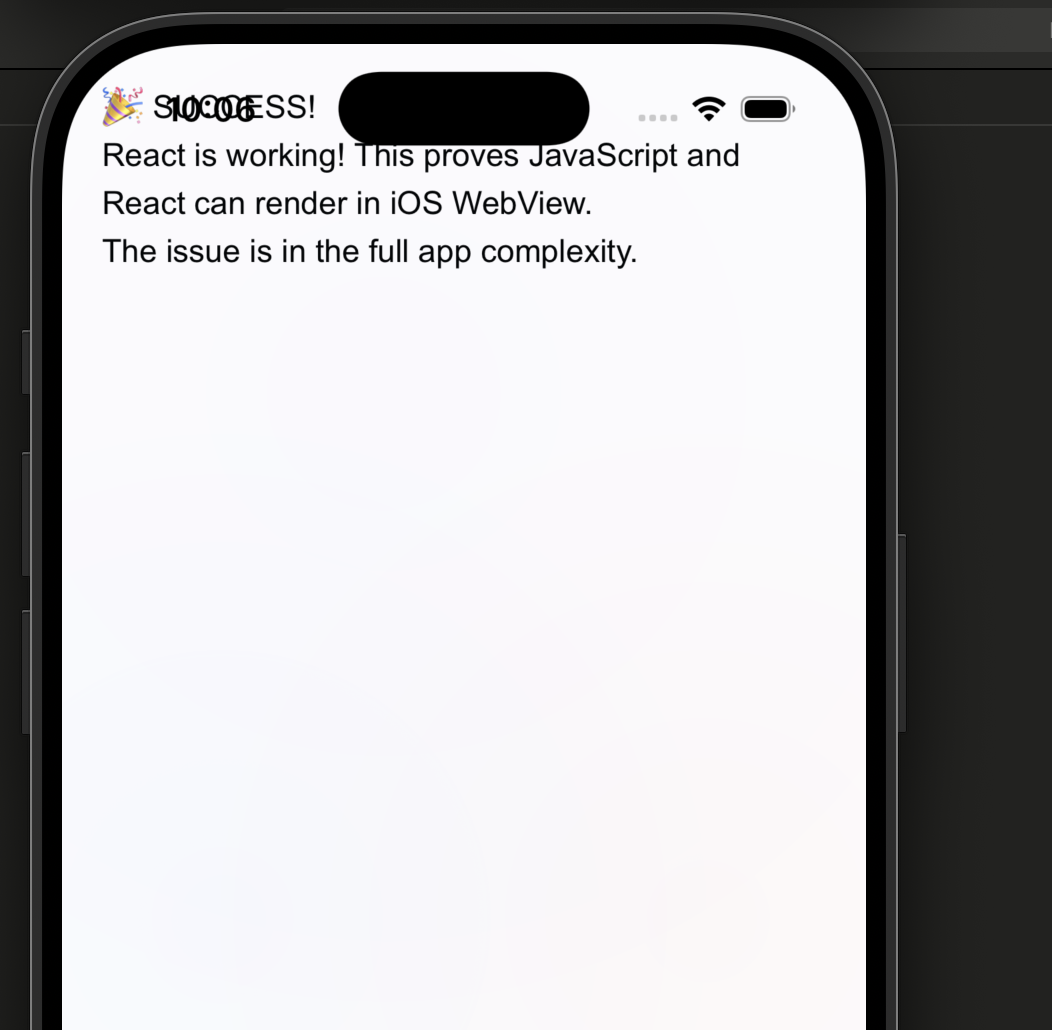 🎉 SUCCESS!
10:06
React is working! This proves JavaScript and
React can render in iOS WebView.
The issue is in the full app complexity.